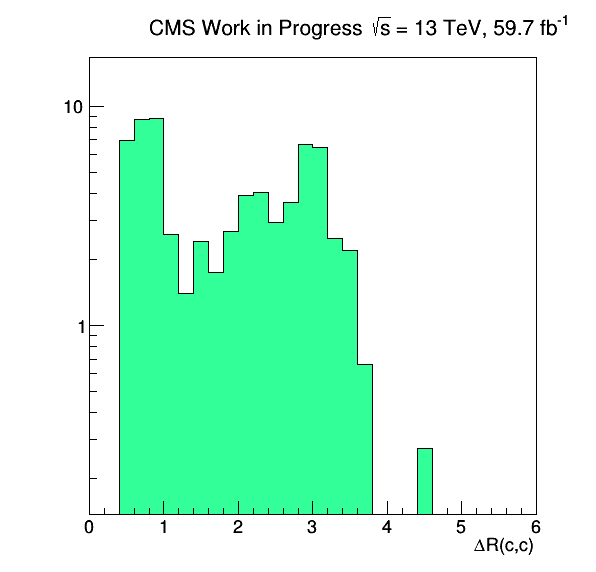 CMS Work in Progress √s = 13 TeV, 59.7 fb⁻¹
10
1
0 1 2 3 4 5 6
ΔR(c,c)